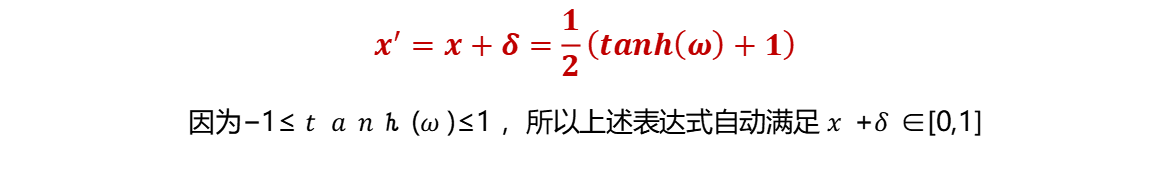 x′ = x + δ = \frac{1}{2}(tanh(ω) + 1)
因为−1≤ t a n h (ω )≤1 ，所以上述表达式自动满足 x +δ ∈[0,1]